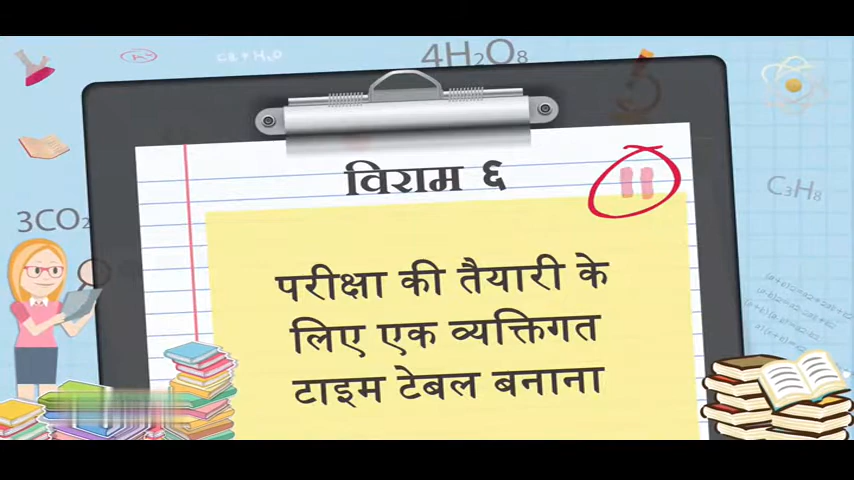 4H₂O₈
विराम ६
C₃H₈
3CO₂
परीक्षा की तैयारी के
लिए एक व्यक्तिगत
टाइम टेबल बनाना